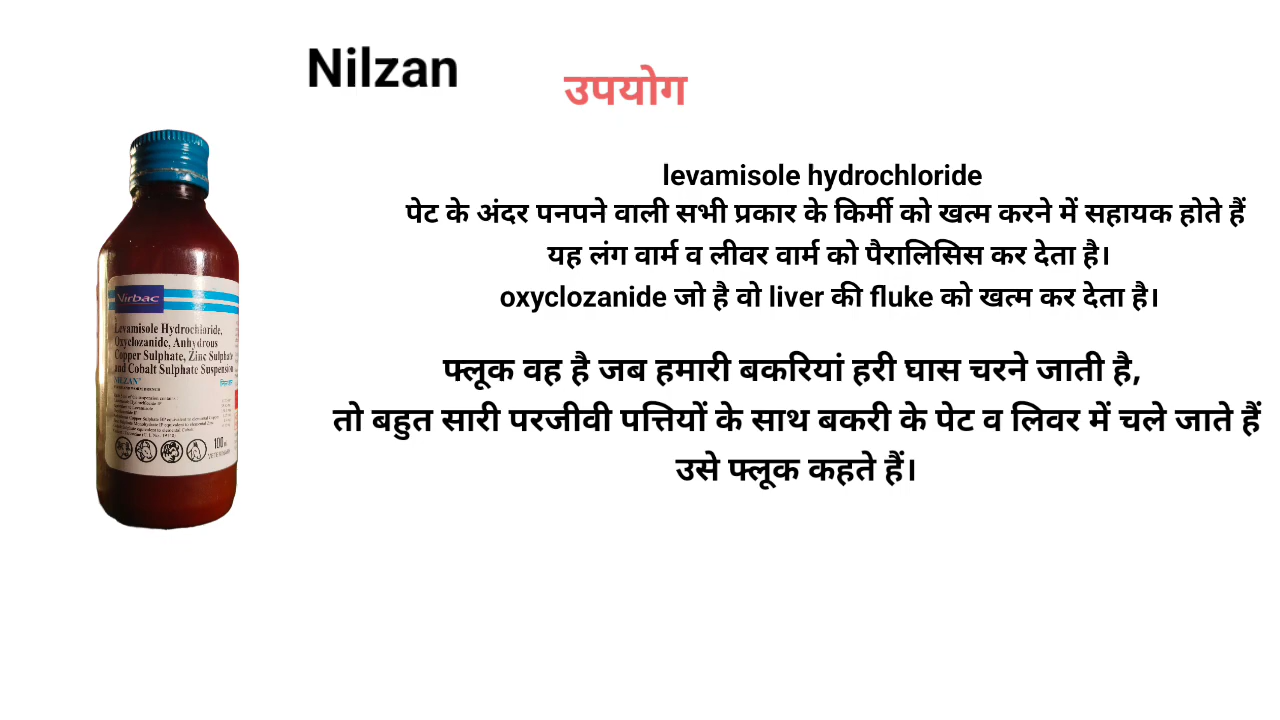 Nilzan
उपयोग
levamisole hydrochloride
पेट के अंदर पनपने वाली सभी प्रकार के किर्मी को खत्म करने में सहायक होते हैं
यह लंग वार्म व लीवर वार्म को पैरालिसिस कर देता है।
oxyclozanide जो है वो liver की fluke को खत्म कर देता है।
फ्लूक वह है जब हमारी बकरियां हरी घास चरने जाती है,
तो बहुत सारी परजीवी पत्तियों के साथ बकरी के पेट व लिवर में चले जाते हैं
उसे फ्लूक कहते हैं।
Virbac
Levamisole Hydrochloride,
Oxyclozanide, Anhydrous
Copper Sulphate, Zinc Sulphate
and Cobalt Sulphate Suspension
NILZAN
100